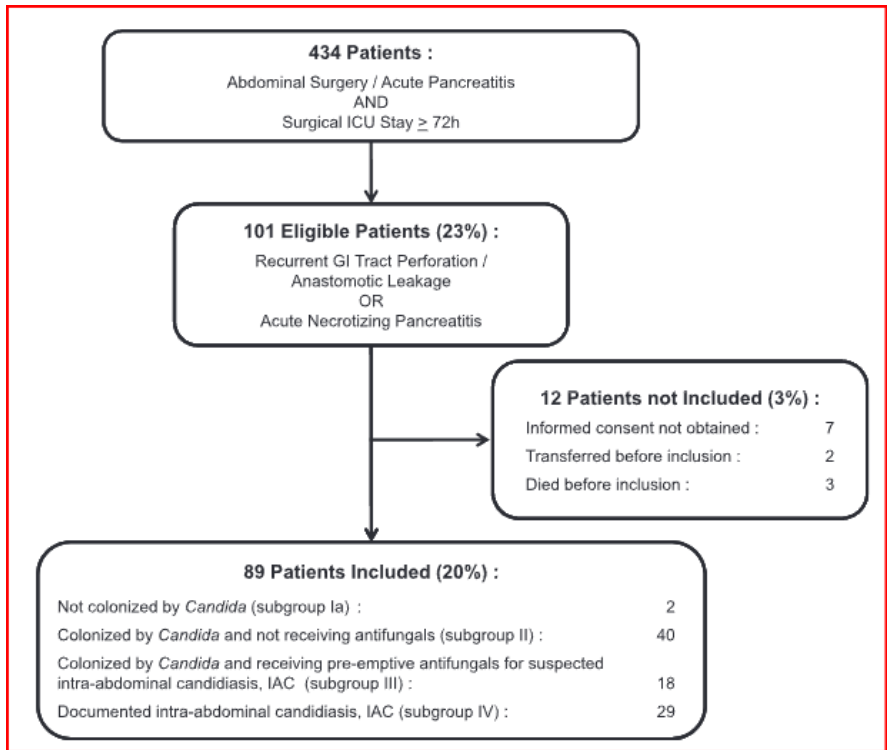 434 Patients :
Abdominal Surgery / Acute Pancreatitis
AND
Surgical ICU Stay ≥ 72h
101 Eligible Patients (23%) :
Recurrent GI Tract Perforation /
Anastomotic Leakage
OR
Acute Necrotizing Pancreatitis
12 Patients not Included (3%) :
Informed consent not obtained : 7
Transferred before inclusion : 2
Died before inclusion : 3
89 Patients Included (20%) :
Not colonized by Candida (subgroup Ia) : 2
Colonized by Candida and not receiving antifungals (subgroup II) : 40
Colonized by Candida and receiving pre-emptive antifungals for suspected
intra-abdominal candidiasis, IAC (subgroup III) : 18
Documented intra-abdominal candidiasis, IAC (subgroup IV) : 29